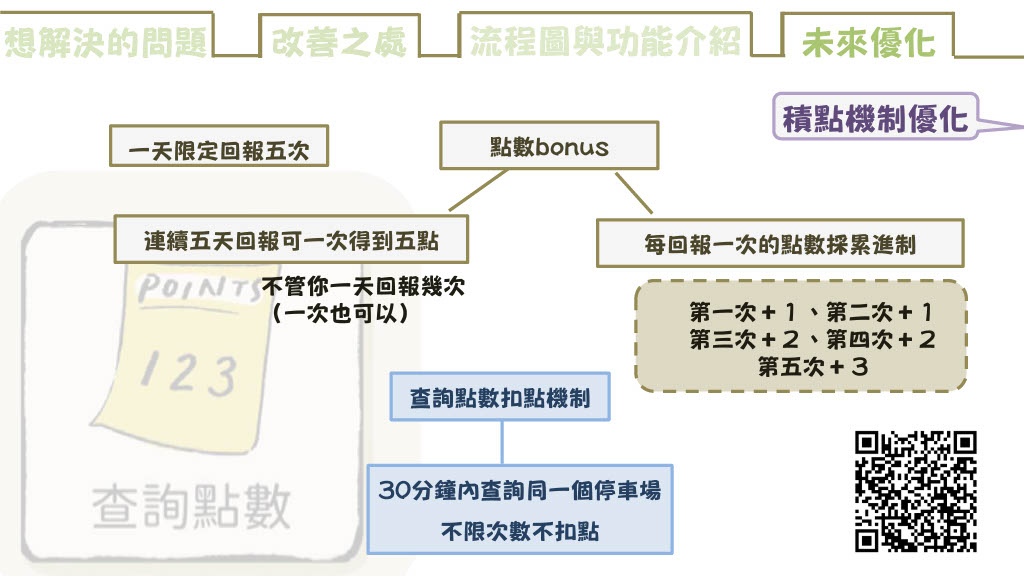 想解決的問題
改善之處
流程圖與功能介紹
未來優化
積點機制優化
一天限定回報五次
點數bonus
連續五天回報可一次得到五點
不管你一天回報幾次
（一次也可以）
每回報一次的點數採累進制
第一次＋1、第二次＋1
第三次＋2、第四次＋2
第五次＋3
POINTS
123
查詢點數
查詢點數扣點機制
30分鐘內查詢同一個停車場
不限次數不扣點